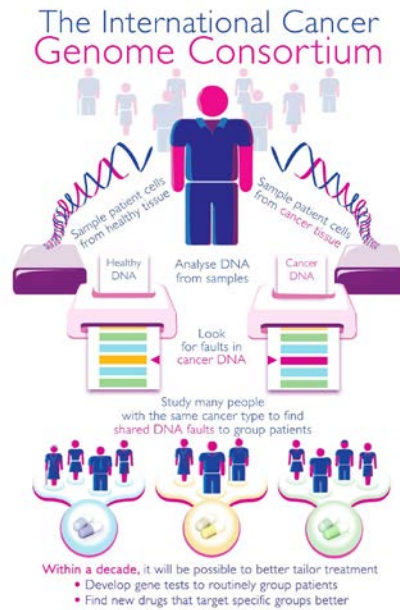 The International Cancer
Genome Consortium
Sample patient cells
from healthy tissue
Sample patient cells
from cancer tissue
Healthy
DNA
Analyse DNA
from samples
Cancer
DNA
Look
for faults in
cancer DNA
Study many people
with the same cancer type to find
shared DNA faults to group patients
Within a decade, it will be possible to better tailor treatment
• Develop gene tests to routinely group patients
• Find new drugs that target specific groups better